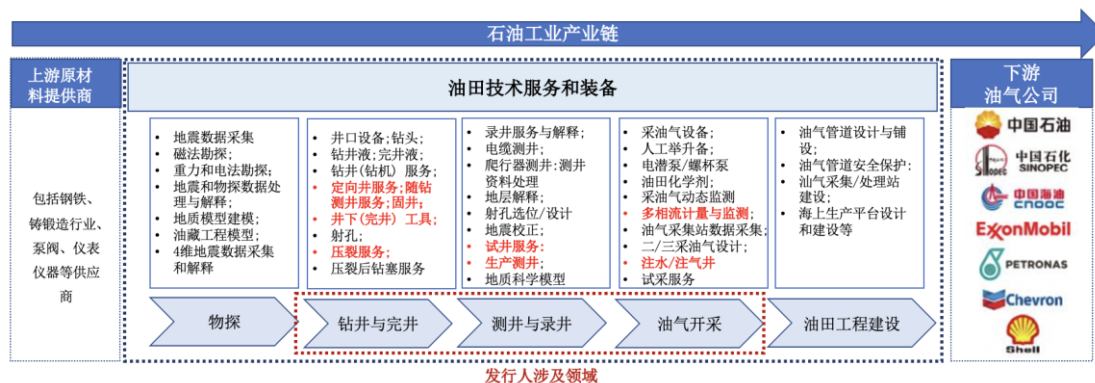 石油工业产业链
上游原材
料提供商
包括钢铁、
铸锻造行业、
泵阀、仪表
仪器等供应
商
油田技术服务和装备
• 地震数据采集
• 磁法勘探;
• 重力和电法勘探;
• 地震和物探数据处
理与解释;
• 地质模型建模;
• 油藏工程模型;
• 4维地震数据采集
和解释
物探
• 井口设备;钻头;
• 钻井液;完井液;
• 钻井(钻机) 服务;
• 定向井服务;随钻
测井服务;固井;
• 井下(完井) 工具;
• 射孔;
• 压裂服务;
• 压裂后钻塞服务
钻井与完井
• 录井服务与解释;
• 电缆测井;
• 爬行器测井:测井
资料处理
• 地层解释;
• 射孔选位/设计
• 地震校正;
• 试井服务:
• 生产测井;
• 地质科学模型
测井与录井
• 采油气设备;
• 人工举升备;
• 电潜泵/螺杯泵
• 油田化学剂;
• 采油气动态监测
• 多相流计量与监测;
• 油气采集站数据采集;
• 二/三采油气设计;
• 注水/注气井
• 试采服务
油气开采
• 油气管道设计与铺
设;
• 油气管道安全保护:
• 油气采集/处理站
建设;
• 海上生产平台设计
和建设等
油田工程建设
下游
油气公司
中国石油
中国石化
SINOPEC
SINOPEC
中国海油
CNOOC
ExxonMobil
PETRONAS
Chevron
Shell
发行人涉及领域